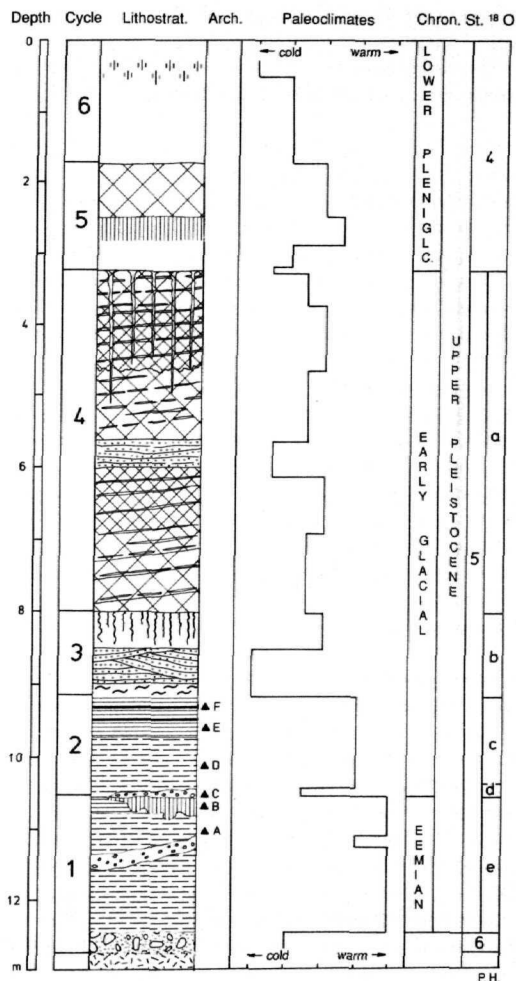 Depth Cycle Lithostrat. Arch. Paleoclimates Chron. St. 18 O
cold warm
0
2
4
6
8
10
12
m
6
5
4
3
2
1
F
E
D
C
B
A
LOWER PLENIGLC.
EARLY GLACIAL
EEMIAN
UPPER PLEISTOCENE
4
5
a
b
c
d
e
6
cold warm
P.H.